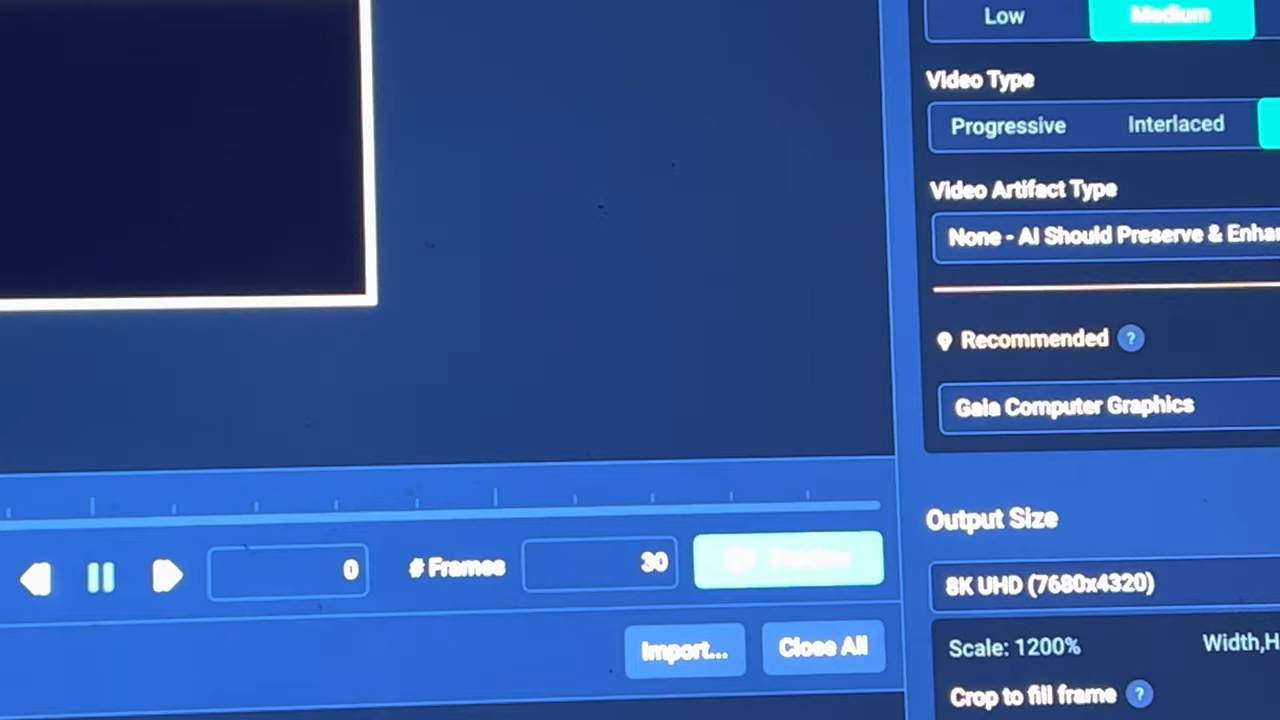 Low Medium
Video Type
Progressive Interlaced
Video Artifact Type
None - AI Should Preserve & Enhan
Recommended ?
Gaia Computer Graphics
Output Size
0 # Frames 30
8K UHD (7680x4320)
Import... Close All
Scale: 1200% Width,H
Crop to fill frame ?